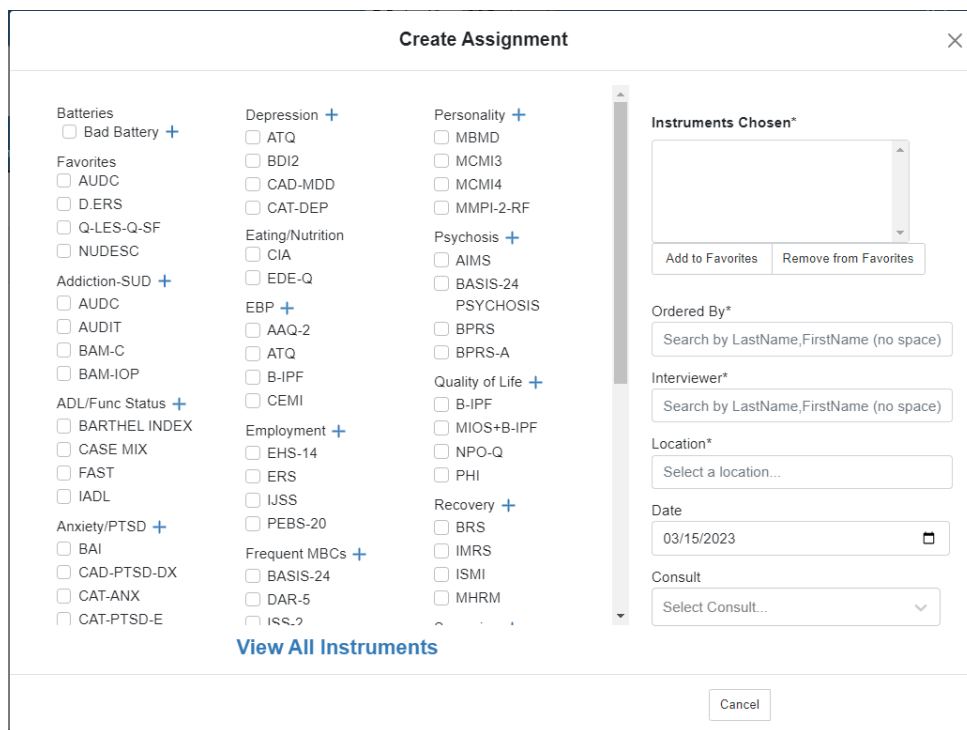 Create Assignment
Batteries
Bad Battery
Favorites
AUDC
D.ERS
Q-LES-Q-SF
NUDESC
Addiction-SUD
AUDC
AUDIT
BAM-C
BAM-IOP
ADL/Func Status
BARTHEL INDEX
CASE MIX
FAST
IADL
Anxiety/PTSD
BAI
CAD-PTSD-DX
CAT-ANX
CAT-PTSD-E
Depression
ATQ
BDI2
CAD-MDD
CAT-DEP
Eating/Nutrition
CIA
EDE-Q
EBP
AAQ-2
ATQ
B-IPF
CEMI
Employment
EHS-14
ERS
IJSS
PEBS-20
Frequent MBCs
BASIS-24
DAR-5
ISS-2
Personality
MBMD
MCMI3
MCMI4
MMPI-2-RF
Psychosis
AIMS
BASIS-24
PSYCHOSIS
BPRS
BPRS-A
Quality of Life
B-IPF
MIOS+B-IPF
NPO-Q
PHI
Recovery
BRS
IMRS
ISMI
MHRM
View All Instruments
Instruments Chosen*
Add to Favorites
Remove from Favorites
Ordered By*
Search by LastName,FirstName (no space)
Interviewer*
Search by LastName,FirstName (no space)
Location*
Select a location...
Date
03/15/2023
Consult
Select Consult...
Cancel